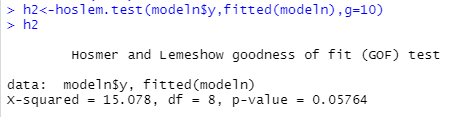 > h2<-hoslem.test(modeln$y,fitted(modeln),g=10)
> h2
Hosmer and Lemeshow goodness of fit (GOF) test
data:  modeln$y, fitted(modeln)
X-squared = 15.078, df = 8, p-value = 0.05764